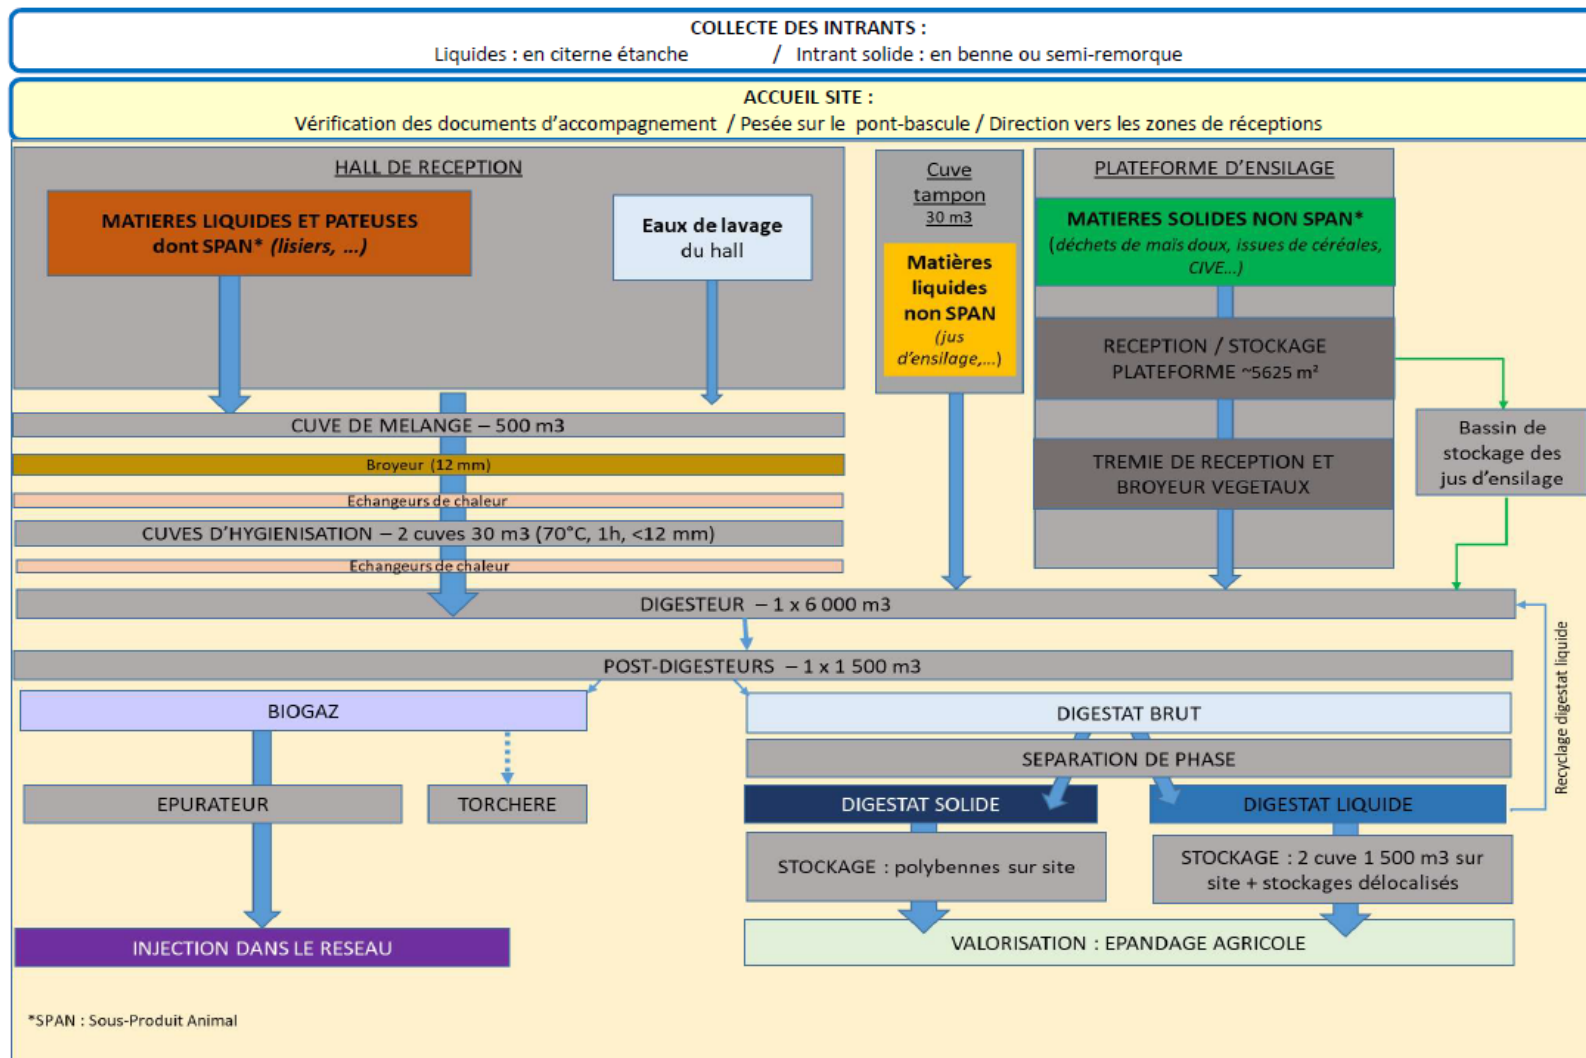 COLLECTE DES INTRANTS :
Liquides : en citerne étanche / Intrant solide : en benne ou semi-remorque
ACCUEIL SITE :
Vérification des documents d'accompagnement / Pesée sur le pont-bascule / Direction vers les zones de réceptions
HALL DE RECEPTION
MATIERES LIQUIDES ET PATEUSES
dont SPAN* (lisiers, ...)
Eaux de lavage
du hall
Cuve
tampon
30 m3
Matières
liquides
non SPAN
(jus
d'ensilage,...)
PLATEFORME D'ENSILAGE
MATIERES SOLIDES NON SPAN*
(déchets de maïs doux, issues de céréales,
CIVE...)
RECEPTION / STOCKAGE
PLATEFORME ~5625 m²
TREMIE DE RECEPTION ET
BROYEUR VEGETAUX
Bassin de
stockage des
jus d'ensilage
CUVE DE MELANGE – 500 m3
Broyeur (12 mm)
Echangeurs de chaleur
CUVES D'HYGIENISATION – 2 cuves 30 m3 (70°C, 1h, <12 mm)
Echangeurs de chaleur
DIGESTEUR – 1 x 6 000 m3
POST-DIGESTEURS – 1 x 1 500 m3
Recyclage digestat liquide
BIOGAZ
DIGESTAT BRUT
SEPARATION DE PHASE
EPURATEUR
TORCHERE
DIGESTAT SOLIDE
DIGESTAT LIQUIDE
STOCKAGE : polybennes sur site
STOCKAGE : 2 cuve 1 500 m3 sur
site + stockages délocalisés
INJECTION DANS LE RESEAU
VALORISATION : EPANDAGE AGRICOLE
*SPAN : Sous-Produit Animal